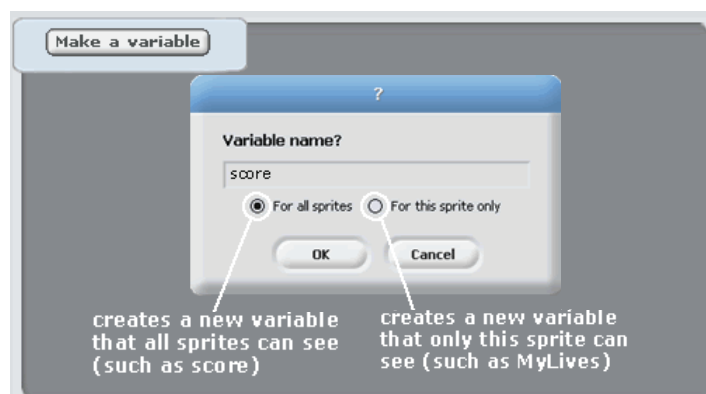 Make a variable
?
Variable name?
score
For all sprites For this sprite only
OK Cancel
creates a new variable
that all sprites can see
(such as score)
creates a new variable
that only this sprite can
see (such as MyLives)